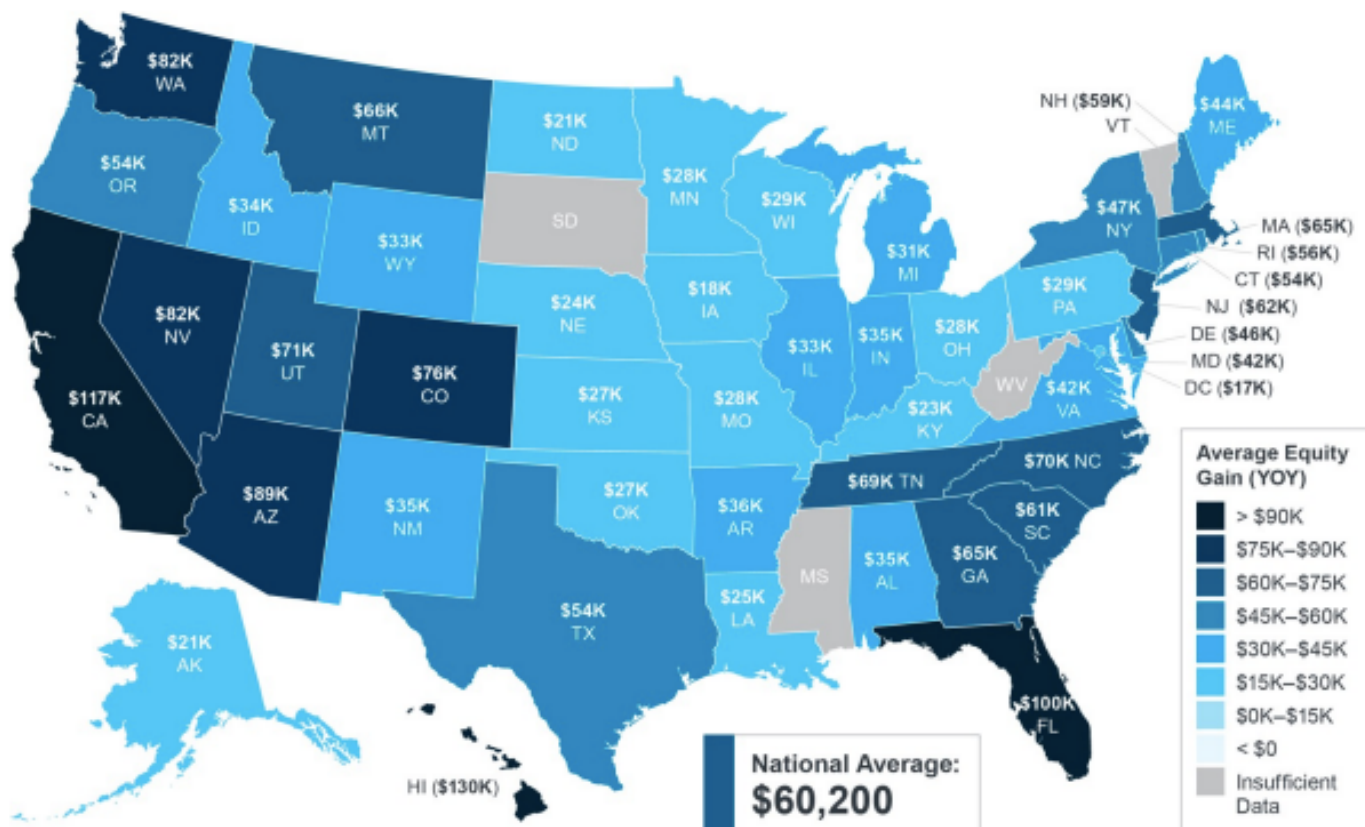 $82K
WA
$66K
MT
$21K
ND
$28K
MN
$29K
WI
$31K
MI
NH ($59K)
VT
$44K
ME
$54K
OR
$34K
ID
$33K
WY
SD
$47K
NY
MA ($65K)
RI ($56K)
CT ($54K)
NJ ($62K)
DE ($46K)
MD ($42K)
DC ($17K)
$117K
CA
$82K
NV
$71K
UT
$76K
CO
$24K
NE
$18K
IA
$33K
IL
$35K
IN
$28K
OH
$29K
PA
WV
$42K
VA
$27K
KS
$28K
MO
$23K
KY
$89K
AZ
$35K
NM
$27K
OK
$36K
AR
$69K TN
$70K NC
$61K
SC
$65K
GA
$35K
AL
MS
$25K
LA
$54K
TX
$100K
FL
$21K
AK
HI ($130K)
National Average:
$60,200
Average Equity
Gain (YOY)
> $90K
$75K–$90K
$60K–$75K
$45K–$60K
$30K–$45K
$15K–$30K
$0K–$15K
< $0
Insufficient
Data